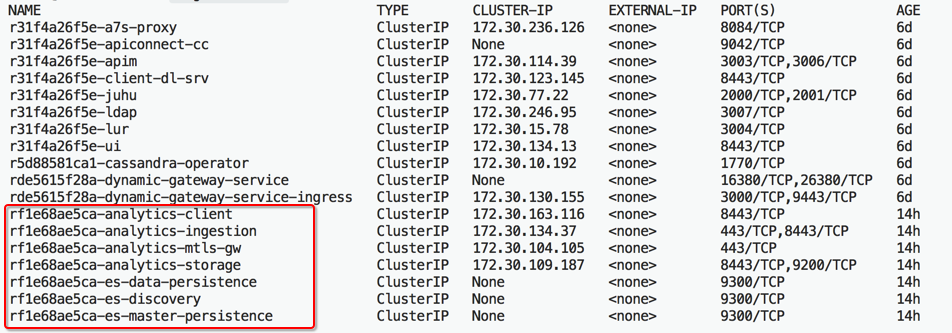 NAME TYPE CLUSTER-IP EXTERNAL-IP PORT(S) AGE
r31f4a26f5e-a7s-proxy ClusterIP 172.30.236.126 <none> 8084/TCP 6d
r31f4a26f5e-apiconnect-cc ClusterIP None <none> 9042/TCP 6d
r31f4a26f5e-apim ClusterIP 172.30.114.39 <none> 3003/TCP,3006/TCP 6d
r31f4a26f5e-client-dl-srv ClusterIP 172.30.123.145 <none> 8443/TCP 6d
r31f4a26f5e-juhu ClusterIP 172.30.77.22 <none> 2000/TCP,2001/TCP 6d
r31f4a26f5e-ldap ClusterIP 172.30.246.95 <none> 3007/TCP 6d
r31f4a26f5e-lur ClusterIP 172.30.15.78 <none> 3004/TCP 6d
r31f4a26f5e-ui ClusterIP 172.30.134.13 <none> 8443/TCP 6d
r5d88581ca1-cassandra-operator ClusterIP 172.30.10.192 <none> 1770/TCP 6d
rde5615f28a-dynamic-gateway-service ClusterIP None <none> 16380/TCP,26380/TCP 6d
rde5615f28a-dynamic-gateway-service-ingress ClusterIP 172.30.130.155 <none> 3000/TCP,9443/TCP 6d
rf1e68ae5ca-analytics-client ClusterIP 172.30.163.116 <none> 8443/TCP 14h
rf1e68ae5ca-analytics-ingestion ClusterIP 172.30.134.37 <none> 443/TCP,8443/TCP 14h
rf1e68ae5ca-analytics-mtls-gw ClusterIP 172.30.104.105 <none> 443/TCP 14h
rf1e68ae5ca-analytics-storage ClusterIP 172.30.109.187 <none> 8443/TCP,9200/TCP 14h
rf1e68ae5ca-es-data-persistence ClusterIP None <none> 9300/TCP 14h
rf1e68ae5ca-es-discovery ClusterIP None <none> 9300/TCP 14h
rf1e68ae5ca-es-master-persistence ClusterIP None <none> 9300/TCP 14h